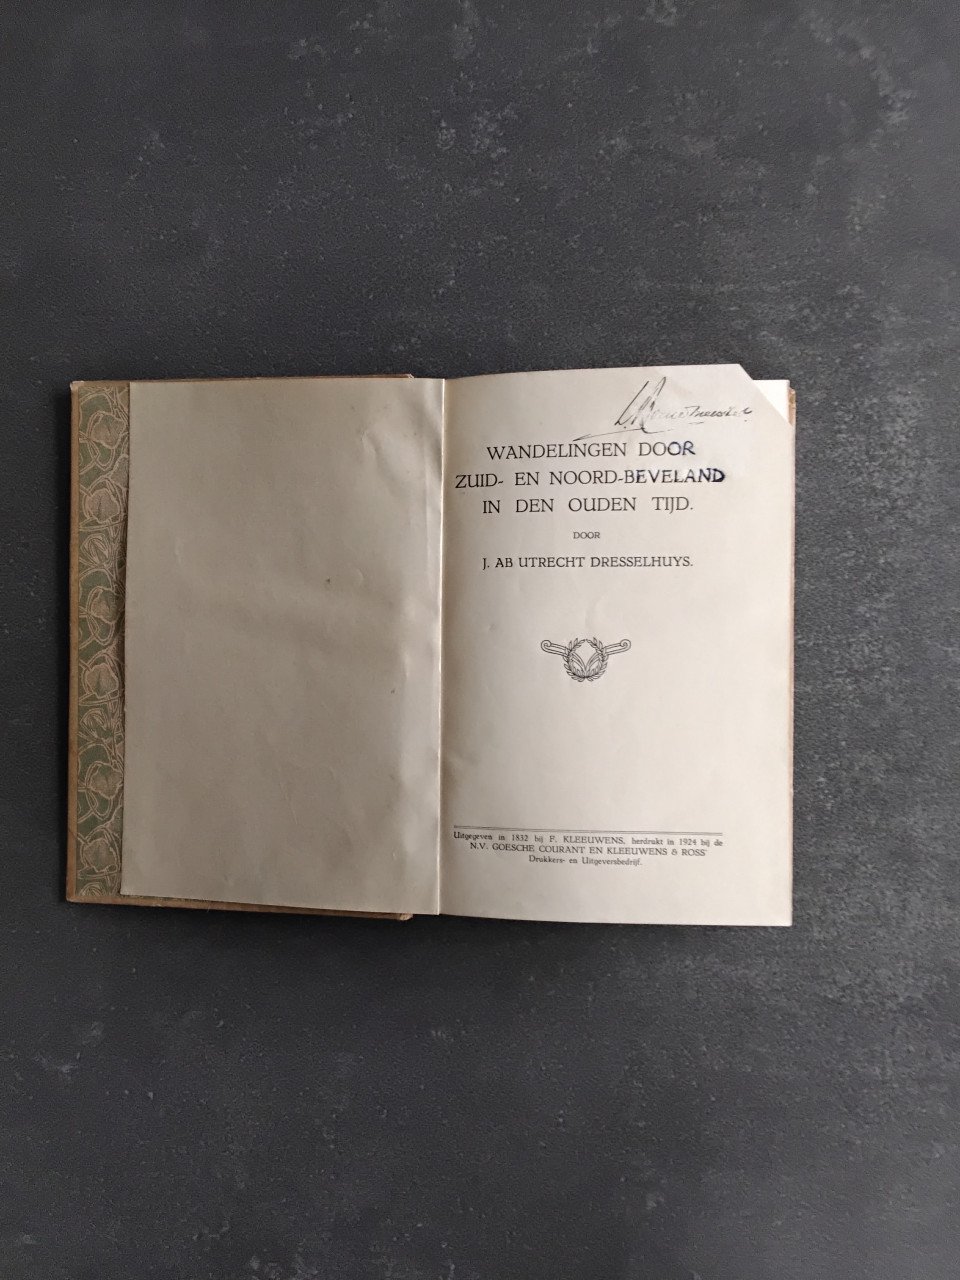 WANDELINGEN DOOR
ZUID- EN NOORD-BEVELAND
IN DEN OUDEN TIJD.
DOOR
J. AB UTRECHT DRESSELHUYS.
Uitgegeven in 1832 bij F. KLEEUWENS, herdrukt in 1924 bij de
N.V. GOESCHE COURANT EN KLEEUWENS & ROSS'
Drukkers- en Uitgeversbedrijf.